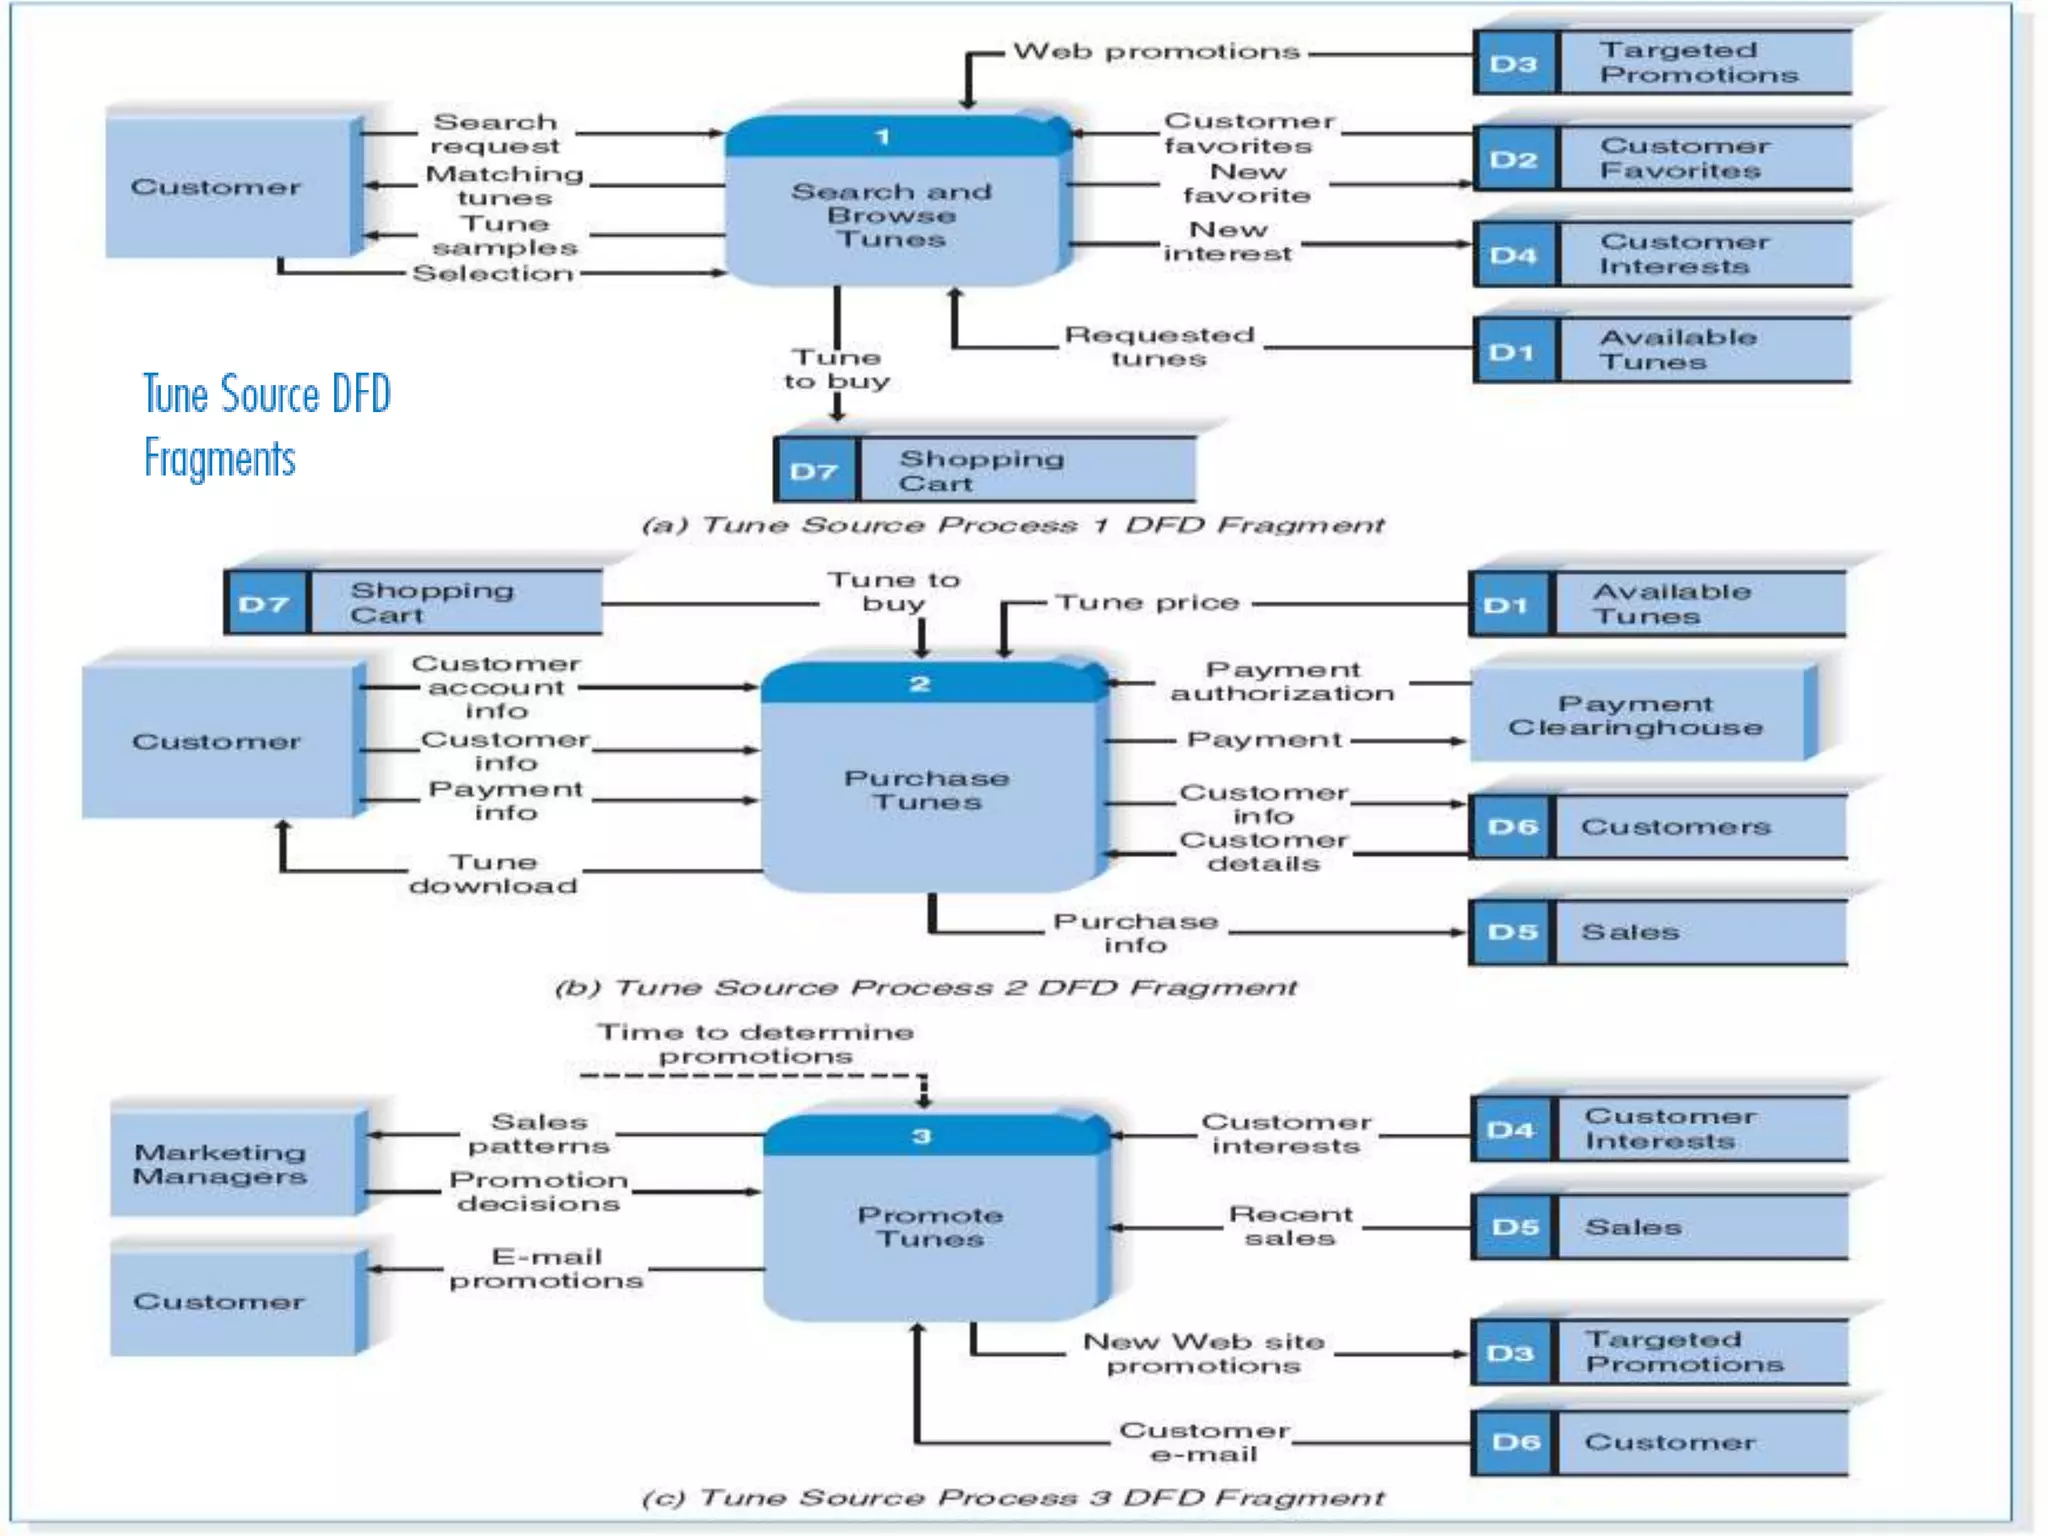 Web promotions
D3
Targeted
Promotions
Customer
Search
request
Matching
tunes
Tune
samples
Selection
1
Search and
Browse
Tunes
Customer
favorites
New
favorite
New
interest
D2
Customer
Favorites
D4
Customer
Interests
Requested
tunes
D1
Available
Tunes
Tune
to buy
Tune Source DFD
Fragments
D7
Shopping
Cart
(a) Tune Source Process 1 DFD Fragment
D7
Shopping
Cart
Tune to
buy
Tune price
D1
Available
Tunes
Customer
Customer
account
info
Customer
info
Payment
info
Tune
download
2
Purchase
Tunes
Payment
authorization
Payment
Payment
Clearinghouse
Customer
info
Customer
details
D6
Customers
Purchase
info
D5
Sales
(b) Tune Source Process 2 DFD Fragment
Time to determine
promotions
Marketing
Managers
Sales
patterns
Promotion
decisions
Customer
E-mail
promotions
3
Promote
Tunes
Customer
interests
D4
Customer
Interests
Recent
sales
D5
Sales
New Web site
promotions
D3
Targeted
Promotions
Customer
e-mail
D6
Customer
(c) Tune Source Process 3 DFD Fragment